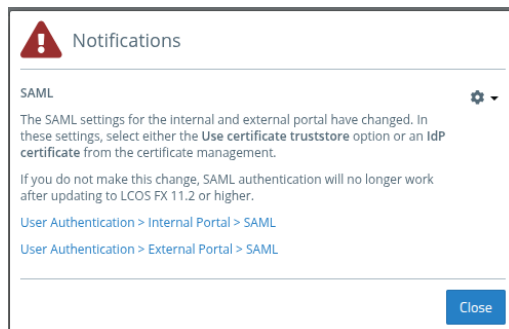 Notifications
SAML
The SAML settings for the internal and external portal have changed. In
these settings, select either the Use certificate truststore option or an IdP
certificate from the certificate management.
If you do not make this change, SAML authentication will no longer work
after updating to LCOS FX 11.2 or higher.
User Authentication > Internal Portal > SAML
User Authentication > External Portal > SAML
Close